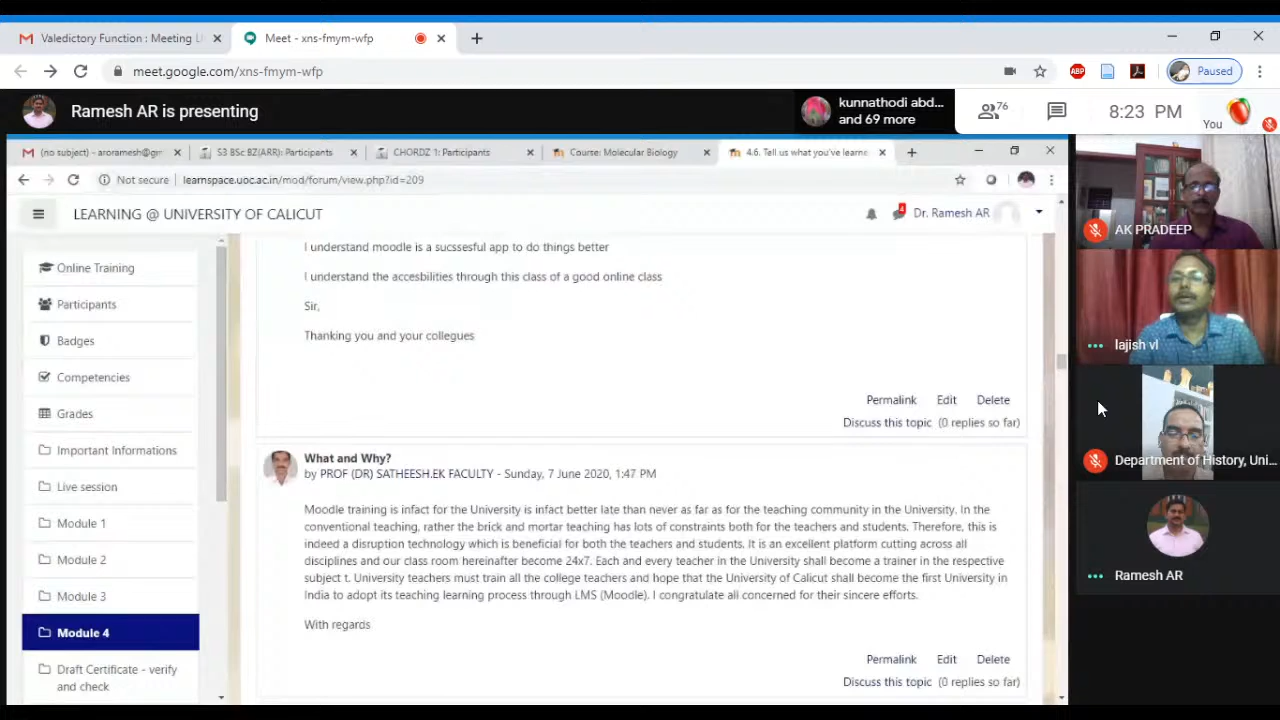 Valedictory Function : Meeting Li
Meet - xns-fmym-wfp
meet.google.com/xns-fmym-wfp
ABP
Paused
Ramesh AR is presenting
kunnathodi abd...
and 69 more
76
8:23 PM
You
(no subject) - aroramesh@gm
S3 BSc BZ(ARR): Participants
CHORDZ 1: Participants
Course: Molecular Biology
4.6. Tell us what you've learne
Not secure
learnspace.uoc.ac.in/mod/forum/view.php?id=209
LEARNING @ UNIVERSITY OF CALICUT
4
Dr. Ramesh AR
Online Training
Participants
Badges
Competencies
Grades
Important Informations
Live session
Module 1
Module 2
Module 3
Module 4
Draft Certificate - verify
and check
I understand moodle is a sucssesful app to do things better
I understand the accesbilities through this class of a good online class
Sir,
Thanking you and your collegues
Permalink Edit Delete
Discuss this topic (0 replies so far)
What and Why?
by PROF (DR) SATHEESH.EK FACULTY - Sunday, 7 June 2020, 1:47 PM
Moodle training is infact for the University is infact better late than never as far as for the teaching community in the University. In the
conventional teaching, rather the brick and mortar teaching has lots of constraints both for the teachers and students. Therefore, this is
indeed a disruption technology which is beneficial for both the teachers and students. It is an excellent platform cutting across all
disciplines and our class room hereinafter become 24x7. Each and every teacher in the University shall become a trainer in the respective
subject t. University teachers must train all the college teachers and hope that the University of Calicut shall become the first University in
India to adopt its teaching learning process through LMS (Moodle). I congratulate all concerned for their sincere efforts.
With regards
Permalink Edit Delete
Discuss this topic (0 replies so far)
AK PRADEEP
lajish vl
Department of History, Uni...
Ramesh AR